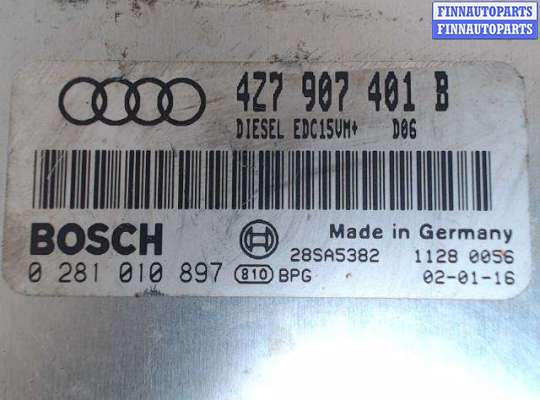 FINNAUTOPARTS
FINNAUTOPARTS
4Z7 907 401 B
DIESEL EDC15VM+ D06
BOSCH
Made in Germany
28SA5382 1128 0056
0 281 010 897 810 BPG 02-01-16